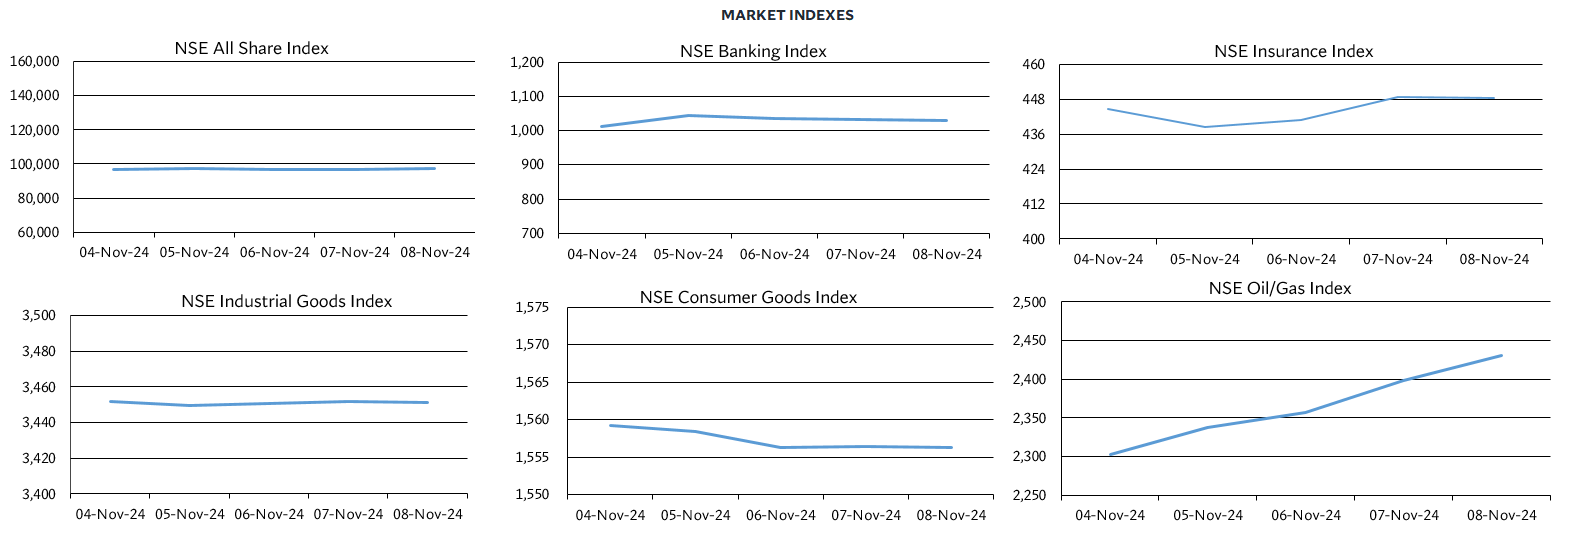 MARKET INDEXES
NSE All Share Index
160,000
140,000
120,000
100,000
80,000
60,000
04-Nov-24 05-Nov-24 06-Nov-24 07-Nov-24 08-Nov-24
NSE Banking Index
1,200
1,100
1,000
900
800
700
04-Nov-24 05-Nov-24 06-Nov-24 07-Nov-24 08-Nov-24
NSE Insurance Index
460
448
436
424
412
400
04-Nov-24 05-Nov-24 06-Nov-24 07-Nov-24 08-Nov-24
NSE Industrial Goods Index
3,500
3,480
3,460
3,440
3,420
3,400
04-Nov-24 05-Nov-24 06-Nov-24 07-Nov-24 08-Nov-24
NSE Consumer Goods Index
1,575
1,570
1,565
1,560
1,555
1,550
04-Nov-24 05-Nov-24 06-Nov-24 07-Nov-24 08-Nov-24
NSE Oil/Gas Index
2,500
2,450
2,400
2,350
2,300
2,250
04-Nov-24 05-Nov-24 06-Nov-24 07-Nov-24 08-Nov-24